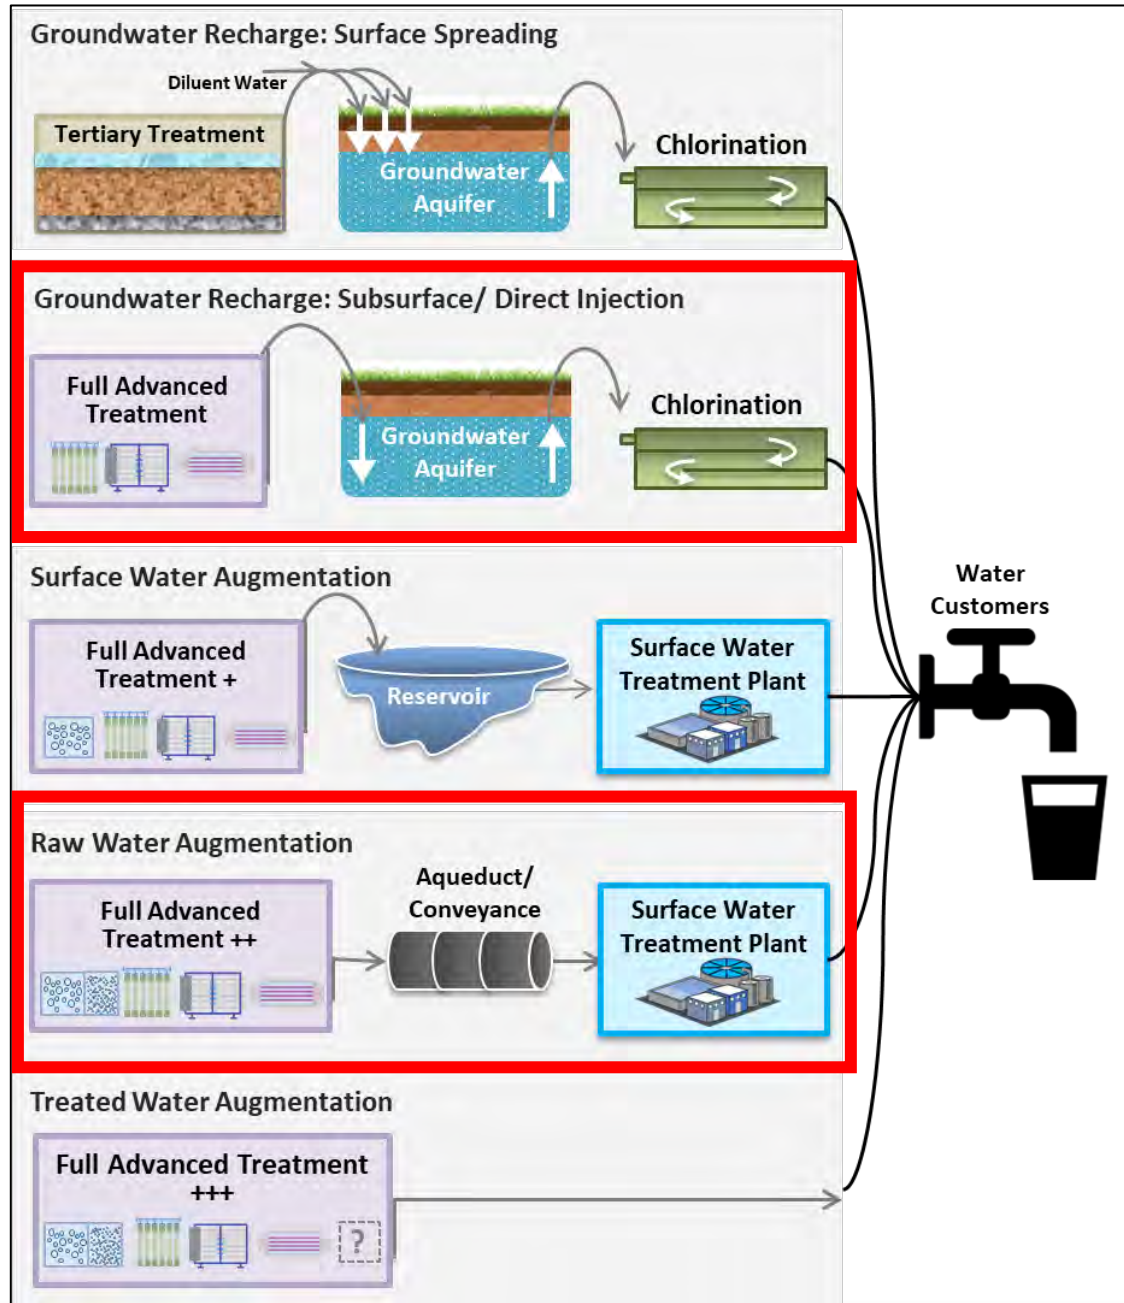 Groundwater Recharge: Surface Spreading
Diluent Water
Tertiary Treatment
Groundwater
Aquifer
Chlorination
Groundwater Recharge: Subsurface/ Direct Injection
Full Advanced
Treatment
Groundwater
Aquifer
Chlorination
Surface Water Augmentation
Full Advanced
Treatment +
Reservoir
Surface Water
Treatment Plant
Water
Customers
Raw Water Augmentation
Full Advanced
Treatment ++
Aqueduct/
Conveyance
Surface Water
Treatment Plant
Treated Water Augmentation
Full Advanced Treatment
+++
?